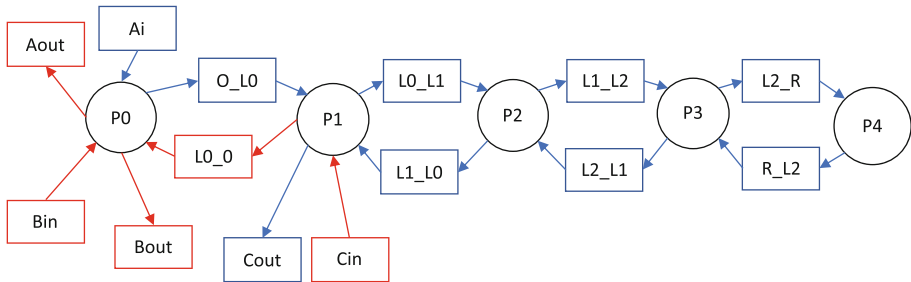 Ai
Aout
O_L0
L0_L1
L1_L2
L2_R
P0
P1
P2
P3
P4
L0_0
L1_L0
L2_L1
R_L2
Bin
Bout
Cout
Cin